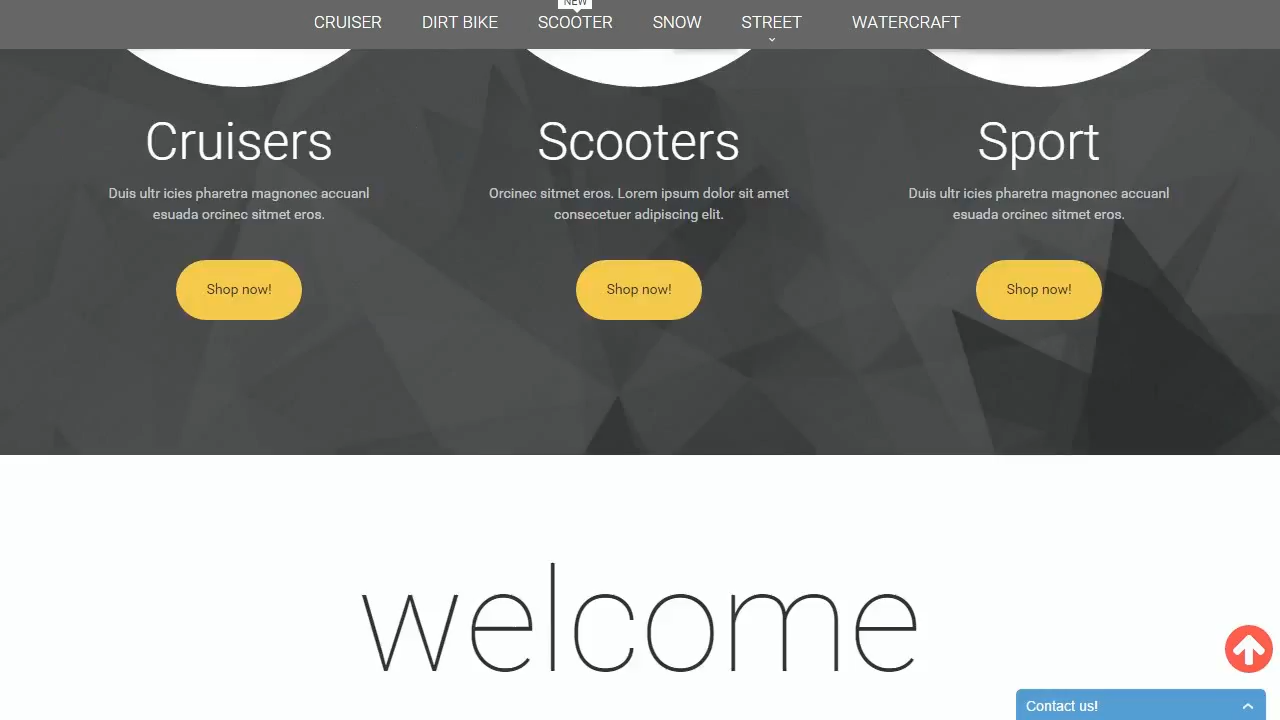 NEW
CRUISER DIRT BIKE SCOOTER SNOW STREET WATERCRAFT
Cruisers
Duis ultr icies pharetra magnonec accuanl
esuada orcinec sitmet eros.
Shop now!
Scooters
Orcinec sitmet eros. Lorem ipsum dolor sit amet
consecetuer adipiscing elit.
Shop now!
Sport
Duis ultr icies pharetra magnonec accuanl
esuada orcinec sitmet eros.
Shop now!
welcome
Contact us!